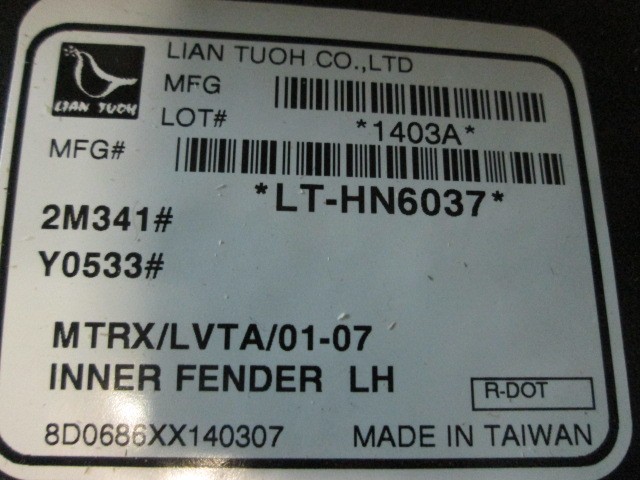 LIAN TUOH
LIAN TUOH CO.,LTD
MFG
LOT#
*1403A*
MFG#
*LT-HN6037*
2M341#
Y0533#
MTRX/LVTA/01-07
INNER FENDER LH
R-DOT
8D0686XX140307 MADE IN TAIWAN